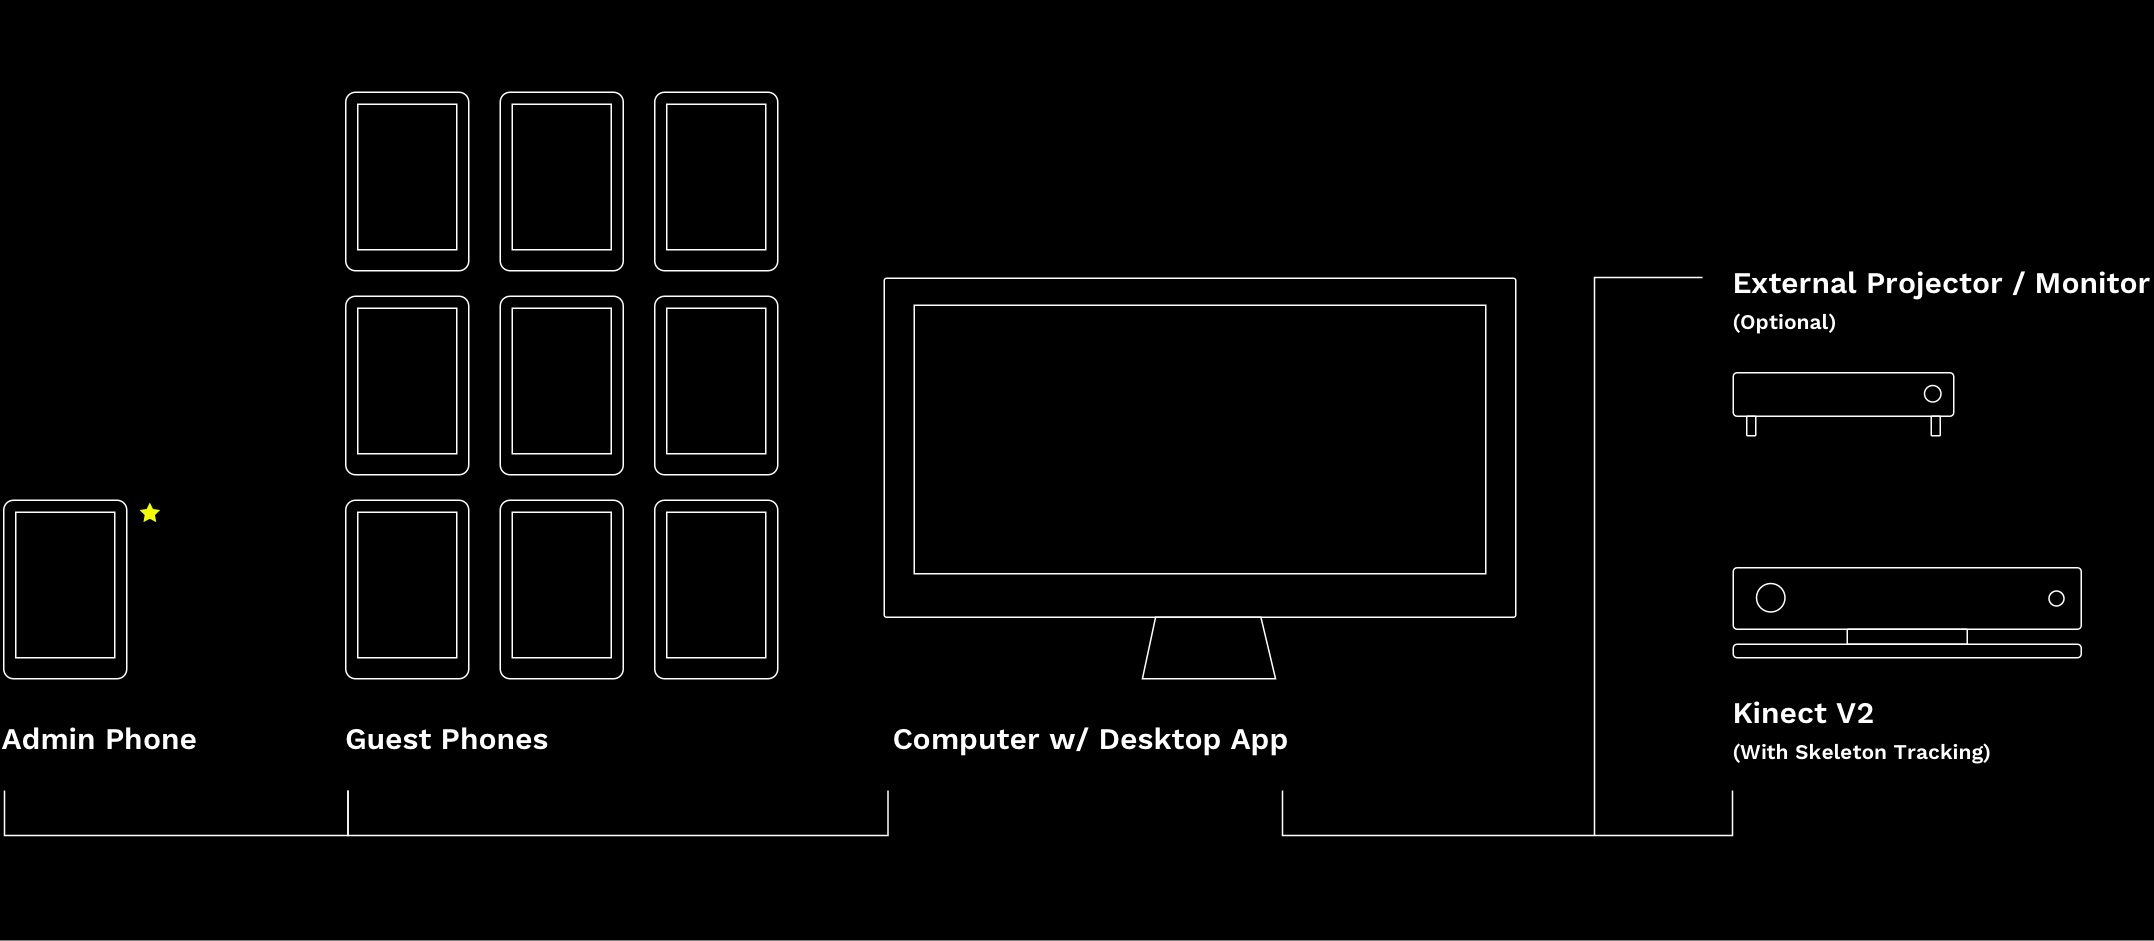 External Projector / Monitor
(Optional)
Admin Phone
Guest Phones
Computer w/ Desktop App
Kinect V2
(With Skeleton Tracking)